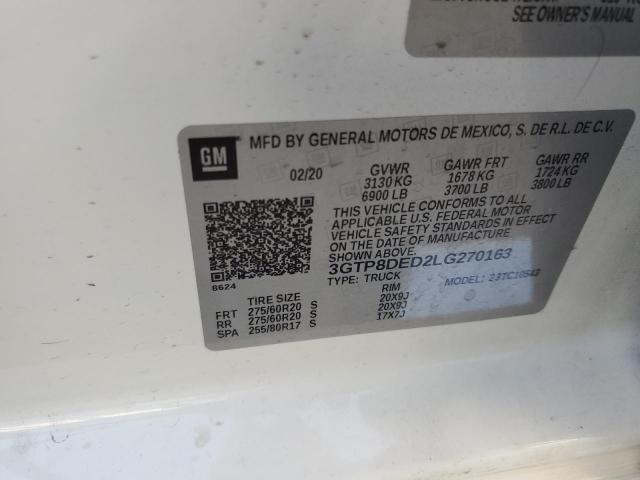 SEE OWNER'S MANUAL
GM
MFD BY GENERAL MOTORS DE MEXICO, S. DE R.L. DE C.V.
02/20 GVWR GAWR FRT GAWR RR
3130 KG 1678 KG 1724 KG
6900 LB 3700 LB 3800 LB
THIS VEHICLE CONFORMS TO ALL
APPLICABLE U.S. FEDERAL MOTOR
VEHICLE SAFETY STANDARDS IN EFFECT
ON THE DATE OF MANUFACTURE
SHOWN ABOVE.
3GTP8DED2LG270163
8624
TYPE: TRUCK MODEL:
TIRE SIZE RIM
FRT 275/60R20 S 20X9J
RR 275/60R20 S 20X9J
SPA 255/80R17 S 17X7J